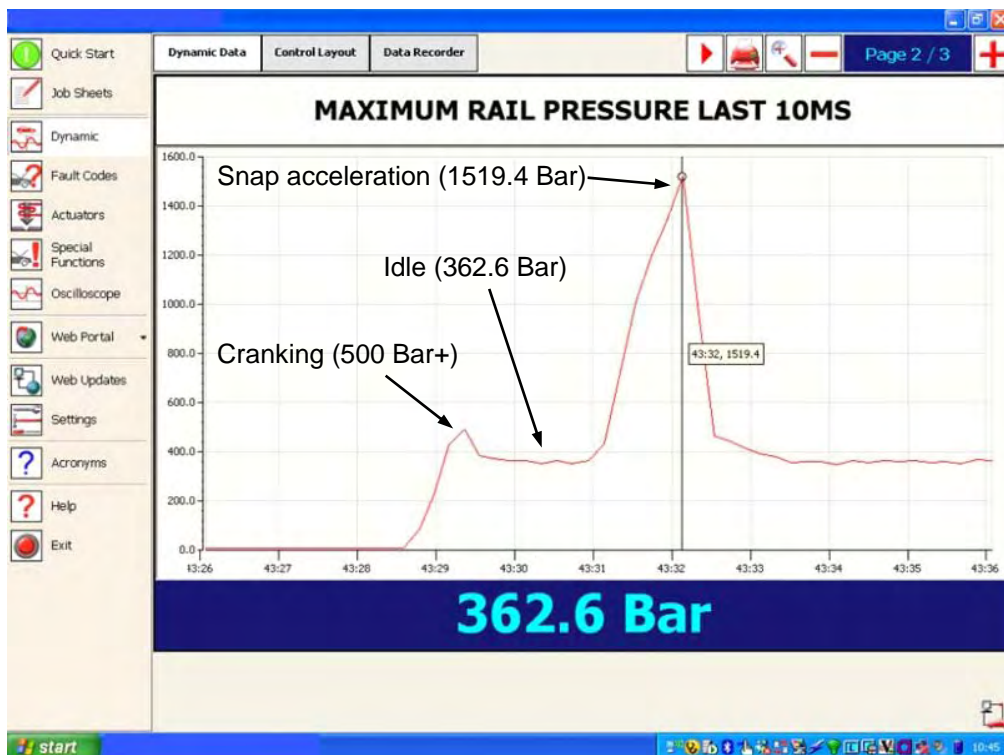 Quick Start
Job Sheets
Dynamic
Fault Codes
Actuators
Special
Functions
Oscilloscope
Web Portal
Web Updates
Settings
Acronyms
Help
Exit
Dynamic Data
Control Layout
Data Recorder
Page 2 / 3
MAXIMUM RAIL PRESSURE LAST 10MS
1600.0
1400.0
1200.0
1000.0
800.0
600.0
400.0
200.0
0.0
Snap acceleration (1519.4 Bar)
Idle (362.6 Bar)
Cranking (500 Bar+)
43:32, 1519.4
43:26 43:27 43:28 43:29 43:30 43:31 43:32 43:33 43:34 43:35 43:36
362.6 Bar
start
10:45